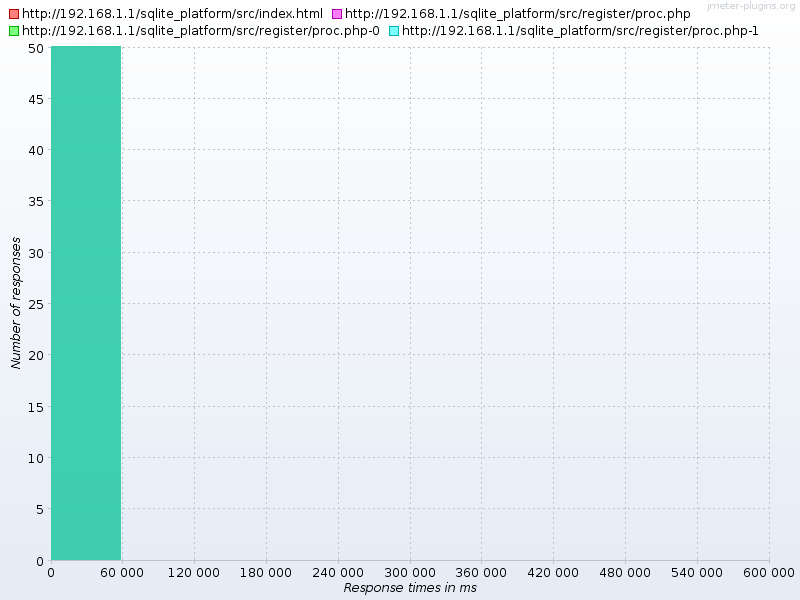 jmeter-plugins.org
http://192.168.1.1/sqlite_platform/src/index.html http://192.168.1.1/sqlite_platform/src/register/proc.php
http://192.168.1.1/sqlite_platform/src/register/proc.php-0 http://192.168.1.1/sqlite_platform/src/register/proc.php-1
50
45
40
35
30
25
20
15
10
5
0
Number of responses
0 60 000 120 000 180 000 240 000 300 000 360 000 420 000 480 000 540 000 600 000
Response times in ms